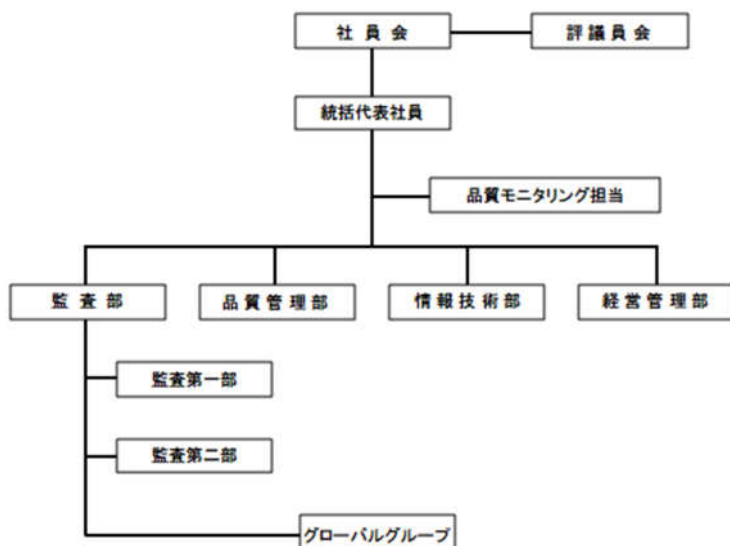 社員会
評議員会
統括代表社員
品質モニタリング担当
監査部
品質管理部
情報技術部
経営管理部
監査第一部
監査第二部
グローバルグループ